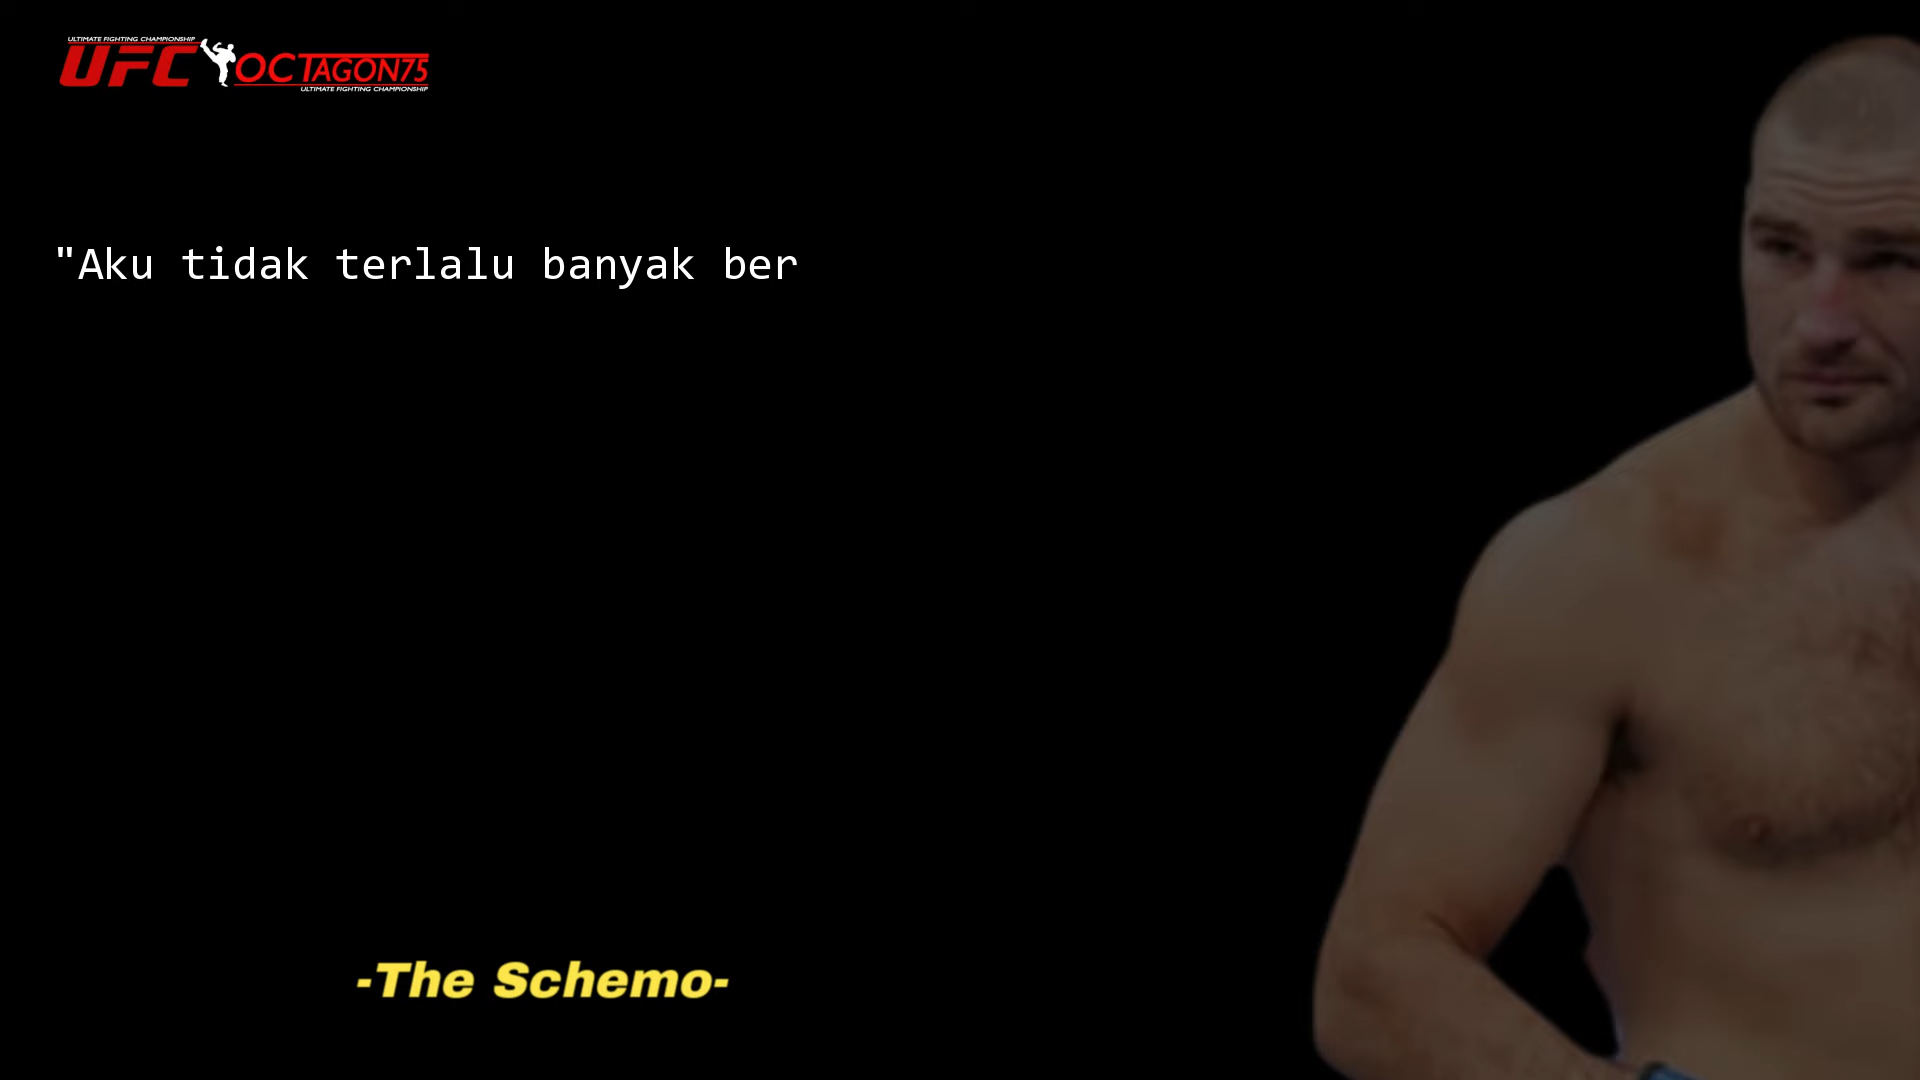 ULTIMATE FIGHTING CHAMPIONSHIP
UFC OCTAGON75
ULTIMATE FIGHTING CHAMPIONSHIP
"Aku tidak terlalu banyak ber
-The Schemo-